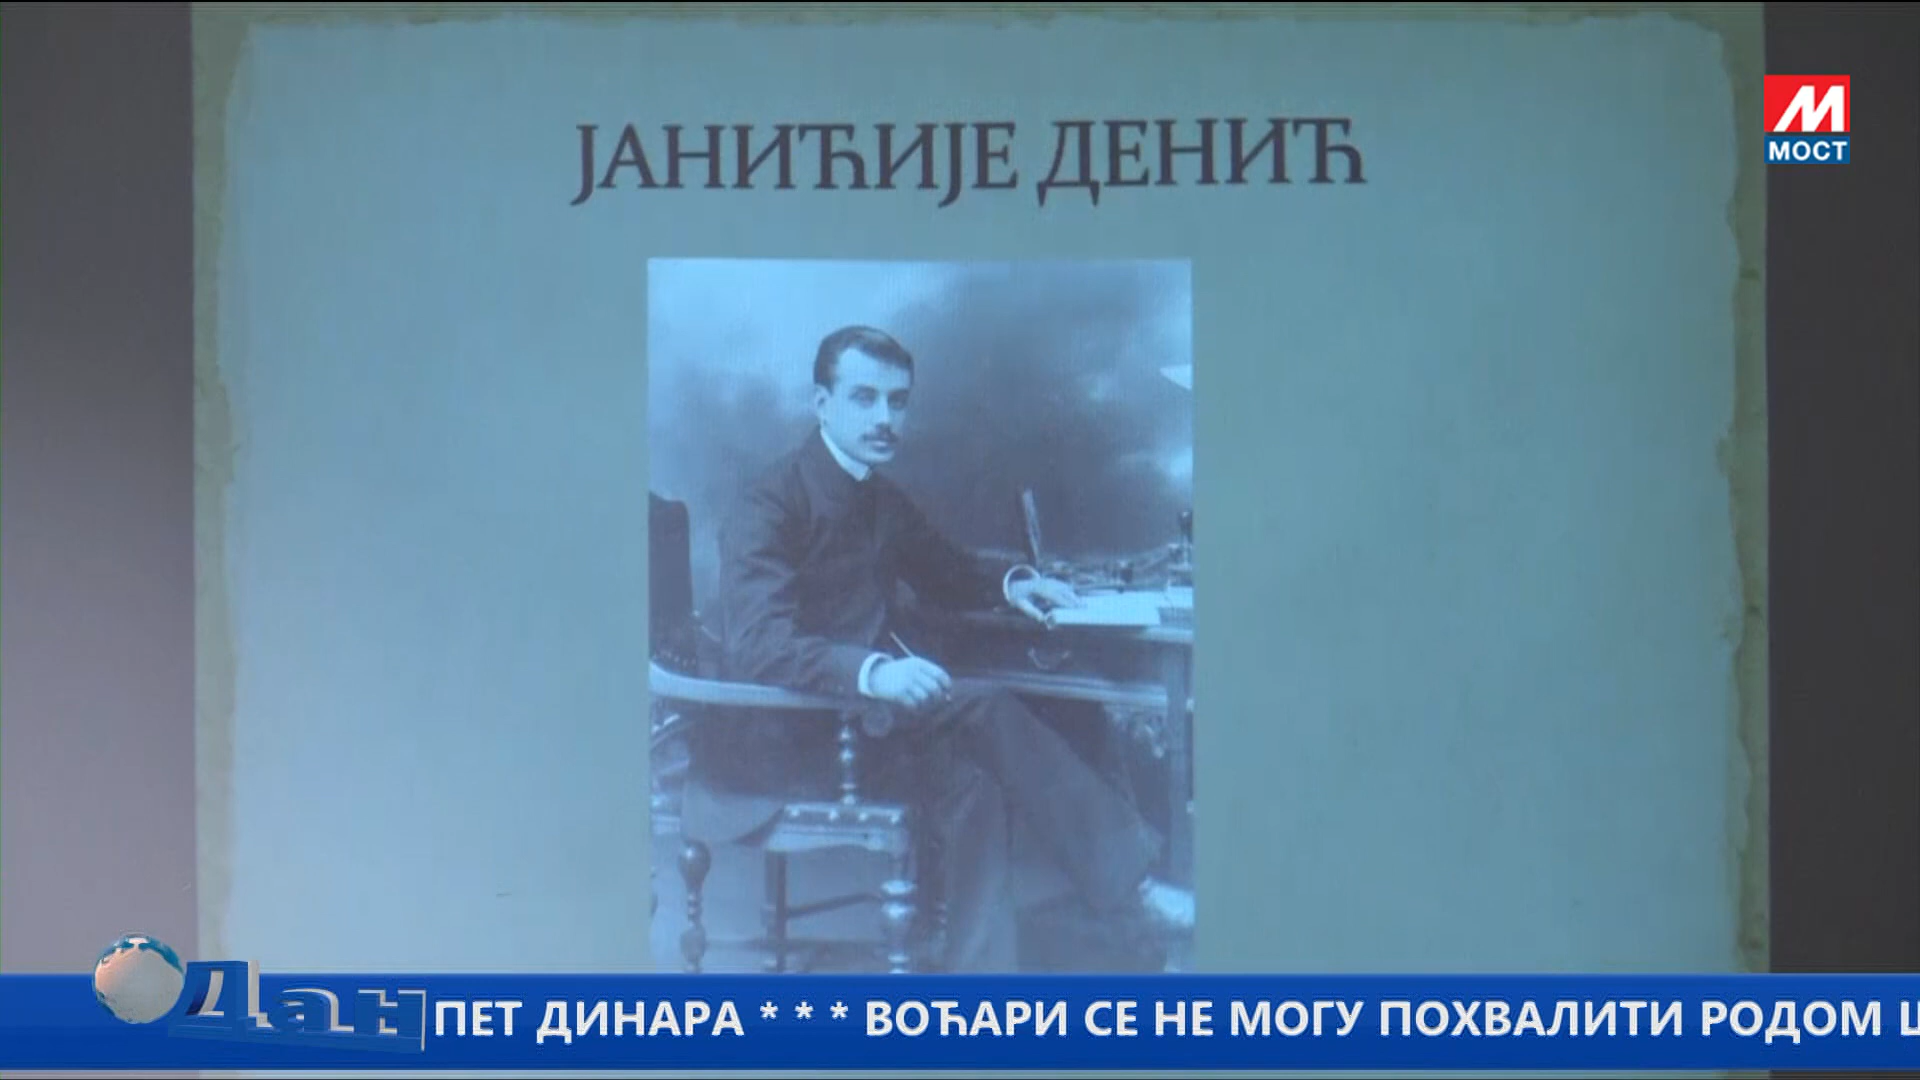 ЈАНИЋИЈЕ ДЕНИЋ
М
МОСТ
Дан
ПЕТ ДИНАРА * * * ВОЋАРИ СЕ НЕ МОГУ ПОХВАЛИТИ РОДОМ